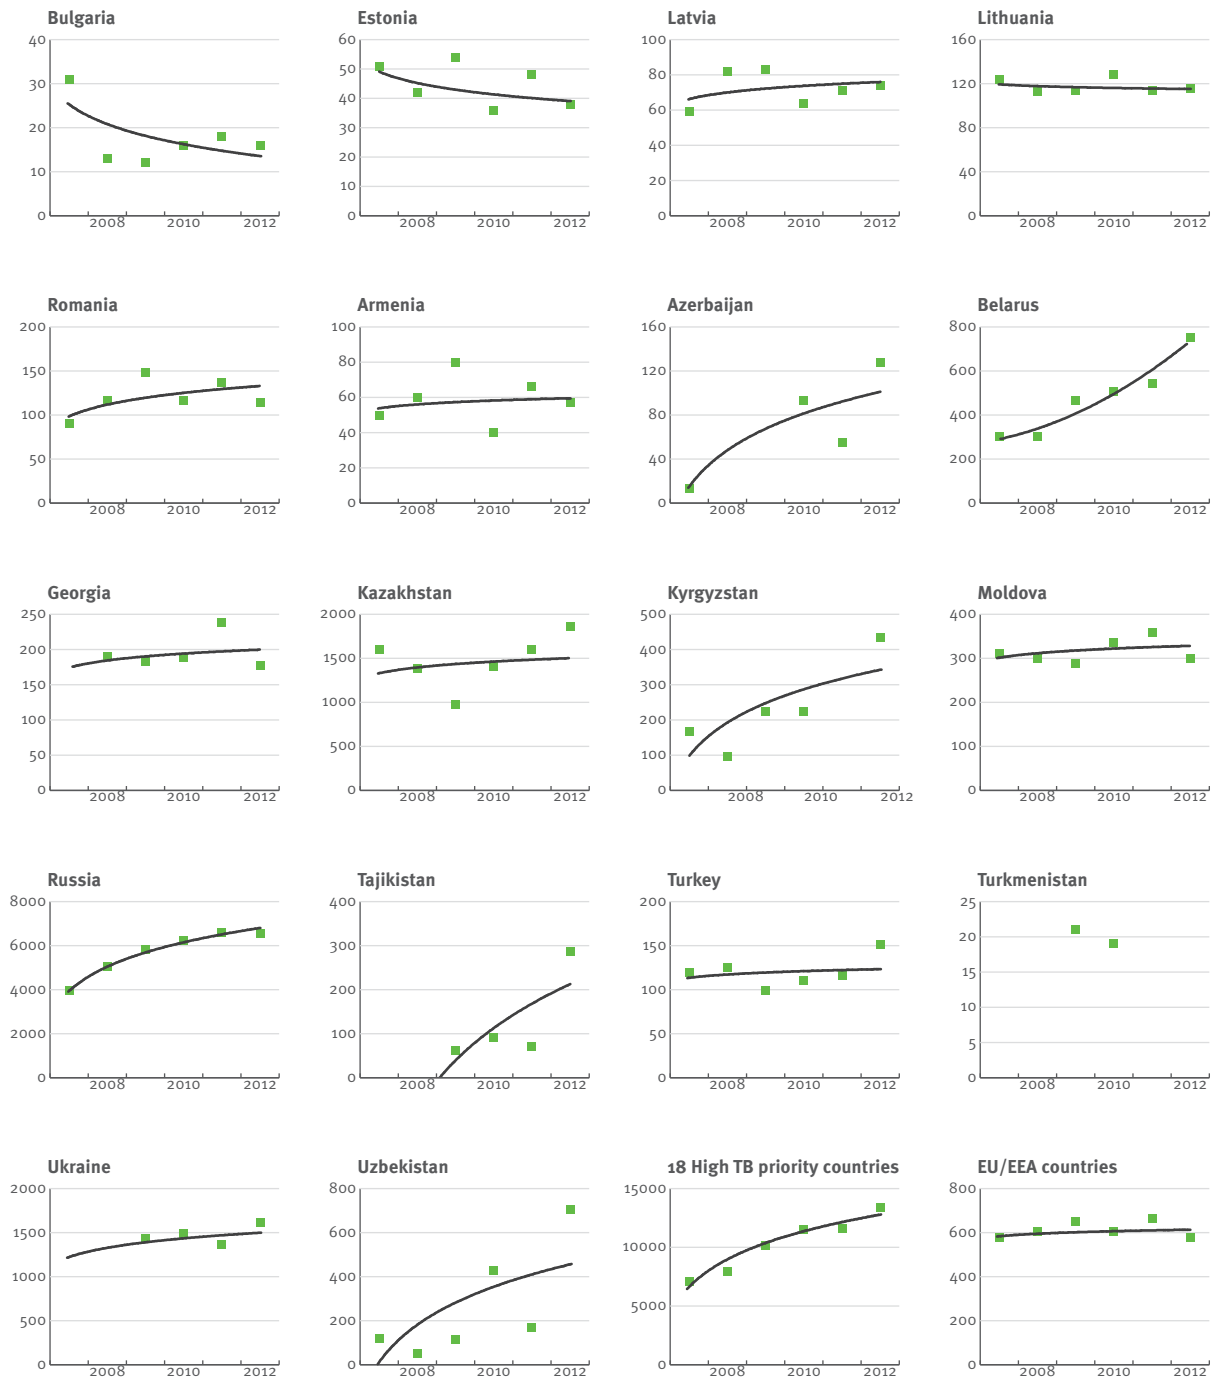 Bulgaria Estonia Latvia Lithuania
40 60 100 160
50 80
30 120
40
60
20 30 80
40
20
10 40
10 20
0 0 0 0
2008 2010 2012 2008 2010 2012 2008 2010 2012 2008 2010 2012
Romania Armenia Azerbaijan Belarus
200 100 160 800
80
150 120 600
60
100 80 400
40
50 40 200
20
0 0 0 0
2008 2010 2012 2008 2010 2012 2008 2010 2012 2008 2010 2012
Georgia Kazakhstan Kyrgyzstan Moldova
250 2000 500 400
200 400
1500 300
150 300
1000 200
100 200
500 100
50 100
0 0 0 0
2008 2010 2012 2008 2010 2012 2008 2010 2012 2008 2010 2012
Russia Tajikistan Turkey Turkmenistan
8000 400 200 25
20
6000 300 150
15
4000 200 100
10
2000 100 50
5
0 0 0 0
2008 2010 2012 2008 2010 2012 2008 2010 2012 2008 2010 2012
Ukraine Uzbekistan 18 High TB priority countries EU/EEA countries
2000 800 15000 800
1500 600 600
10000
1000 400 400
5000
500 200 200
0 0 0 0
2008 2010 2012 2008 2010 2012 2008 2010 2012 2008 2010 2012